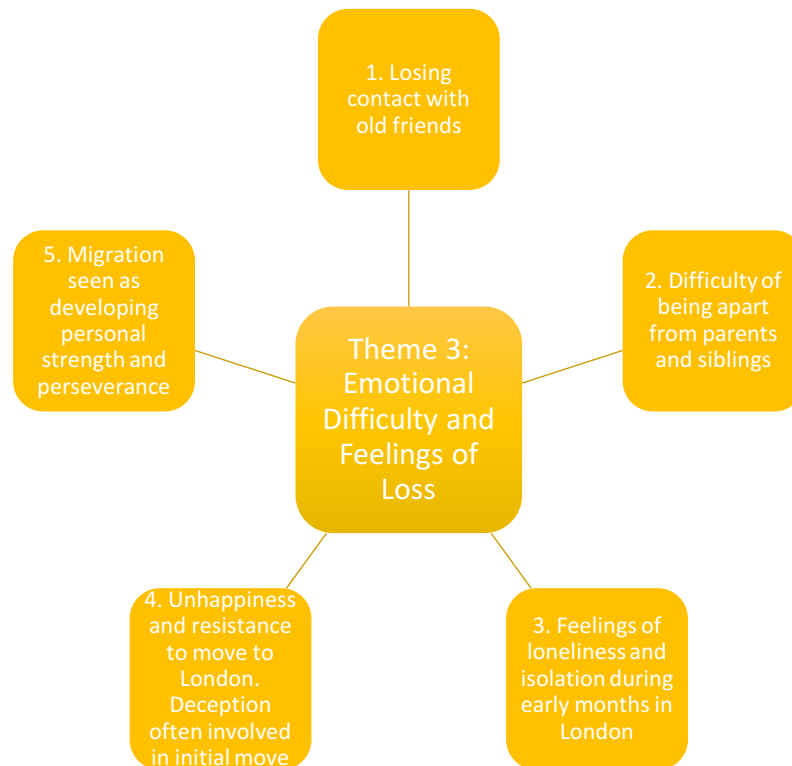 1. Losing
contact with
old friends
2. Difficulty of
being apart
from parents
and siblings
3. Feelings of
loneliness and
isolation during
early months in
London
4. Unhappiness
and resistance
to move to
London.
Deception
often involved
in initial move
5. Migration
seen as
developing
personal
strength and
perseverance
Theme 3:
Emotional
Difficulty and
Feelings of
Loss